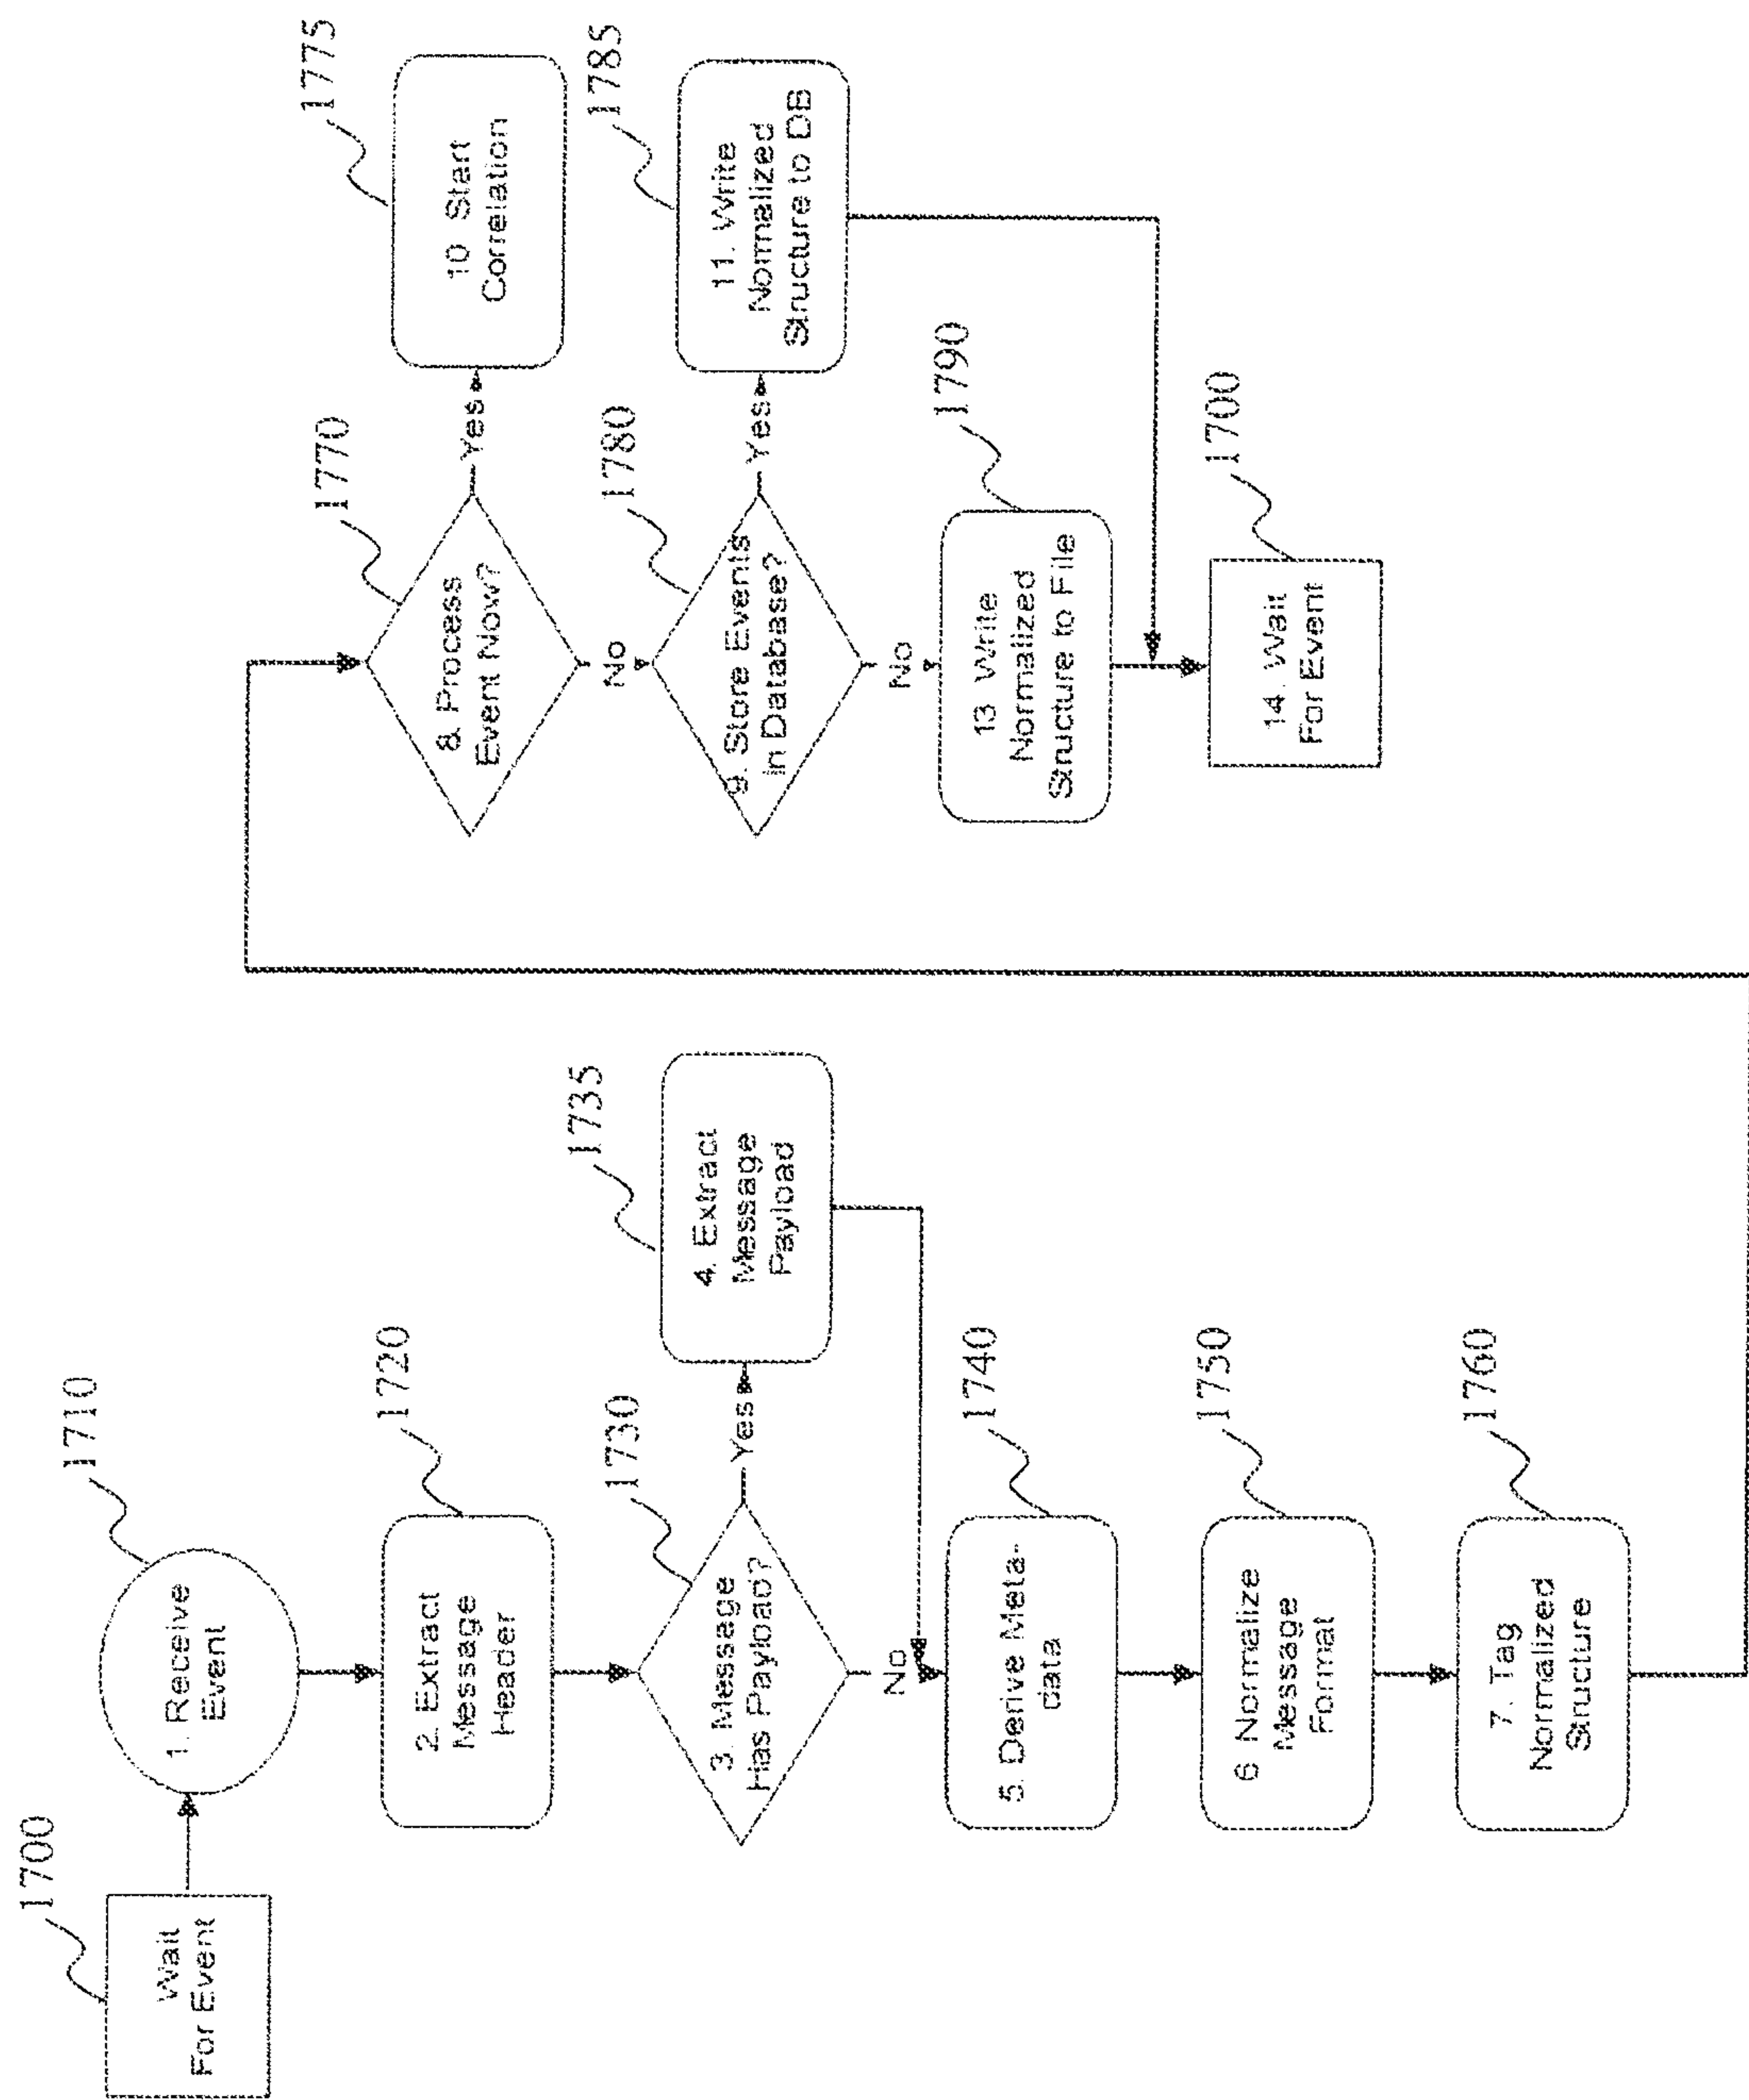 1700
Wait
For Event
1710
1. Receive
Event
1720
2. Extract
Message
Header
1730
3. Message
Has Payload?
Yes
1735
4. Extract
Message
Payload
No
1740
5. Derive Meta-
data
1750
6 Normalize
Message
Format
1760
7. Tag
Normalized
Structure
1770
8. Process
Event Now?
Yes
1775
10 Start
Correlation
No
1780
9. Store Events
in Database?
Yes
1785
11. Write
Normalized
Structure to DB
No
1790
13 Write
Normalized
Structure to File
1700
14. Wait
For Event